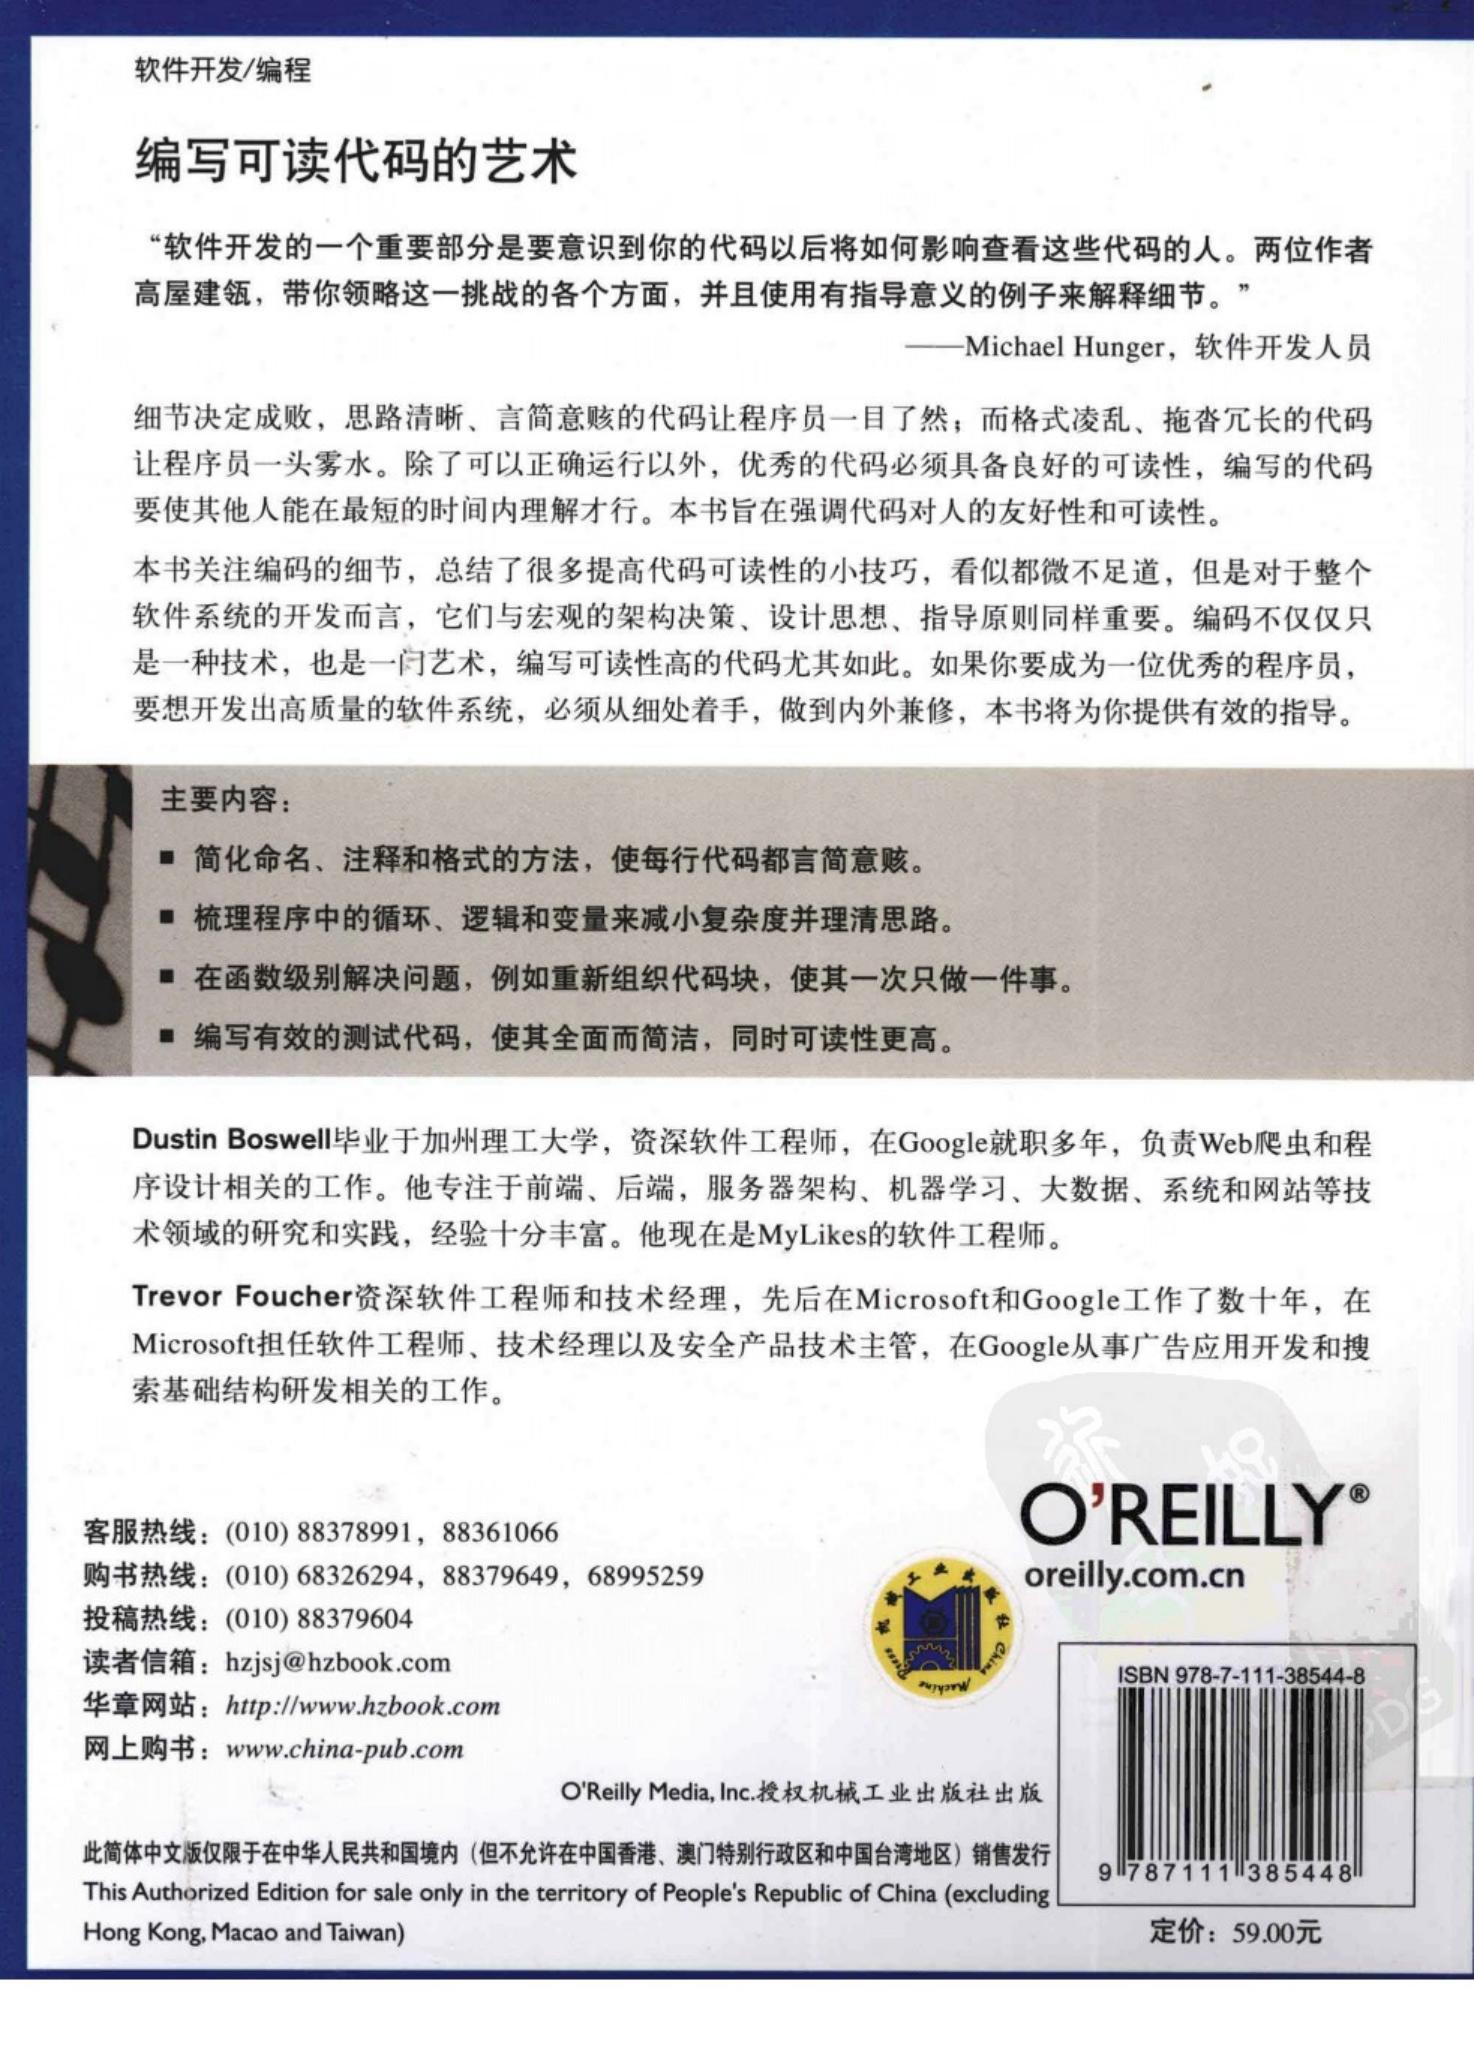 软件开发/编程
编写可读代码的艺术
“软件开发的一个重要部分是要意识到你的代码以后将如何影响查看这些代码的人。两位作者
高屋建瓴，带你领略这一挑战的各个方面，并且使用有指导意义的例子来解释细节。”
——Michael Hunger，软件开发人员
细节决定成败，思路清晰、言简意赅的代码让程序员一目了然；而格式凌乱、拖沓冗长的代码
让程序员一头雾水。除了可以正确运行以外，优秀的代码必须具备良好的可读性，编写的代码
要使其他人能在最短的时间内理解才行。本书旨在强调代码对人的友好性和可读性。
本书关注编码的细节，总结了很多提高代码可读性的小技巧，看似都微不足道，但是对于整个
软件系统的开发而言，它们与宏观的架构决策、设计思想、指导原则同样重要。编码不仅仅只
是一种技术，也是一门艺术，编写可读性高的代码尤其如此。如果你要成为一位优秀的程序员，
要想开发出高质量的软件系统，必须从细处着手，做到内外兼修，本书将为你提供有效的指导。
主要内容：
■ 简化命名、注释和格式的方法，使每行代码都言简意赅。
■ 梳理程序中的循环、逻辑和变量来减小复杂度并理清思路。
■ 在函数级别解决问题，例如重新组织代码块，使其一次只做一件事。
■ 编写有效的测试代码，使其全面而简洁，同时可读性更高。
Dustin Boswell毕业于加州理工大学，资深软件工程师，在Google就职多年，负责Web爬虫和程
序设计相关的工作。他专注于前端、后端，服务器架构、机器学习、大数据、系统和网站等技
术领域的研究和实践，经验十分丰富。他现在是MyLikes的软件工程师。
Trevor Foucher资深软件工程师和技术经理，先后在Microsoft和Google工作了数十年，在
Microsoft担任软件工程师、技术经理以及安全产品技术主管，在Google从事广告应用开发和搜
索基础结构研发相关的工作。
O'REILLY®
oreilly.com.cn
客服热线：(010) 88378991，88361066
购书热线：(010) 68326294，88379649，68995259
投稿热线：(010) 88379604
读者信箱：hzjsj@hzbook.com
华章网站：http://www.hzbook.com
网上购书：www.china-pub.com
机械工业出版社 China Machine Press
O'Reilly Media, Inc.授权机械工业出版社出版
此简体中文版仅限于在中华人民共和国境内（但不允许在中国香港、澳门特别行政区和中国台湾地区）销售发行
This Authorized Edition for sale only in the territory of People's Republic of China (excluding
Hong Kong, Macao and Taiwan)
ISBN 978-7-111-38544-8
9 787111 385448
PDG
定价：59.00元